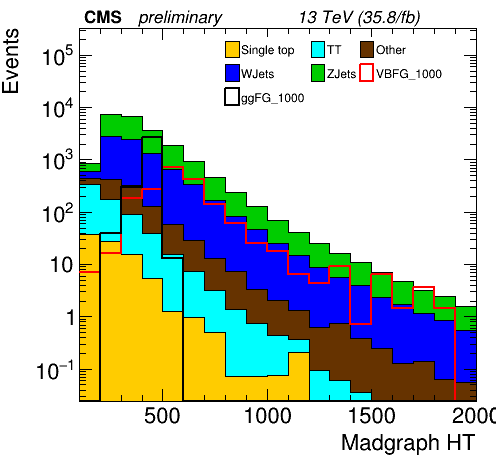 CMS preliminary 13 TeV (35.8/fb)
Events
Single top TT Other
WJets ZJets VBFG_1000
ggFG_1000
10^5
10^4
10^3
10^2
10
1
10^-1
500 1000 1500 2000
Madgraph HT